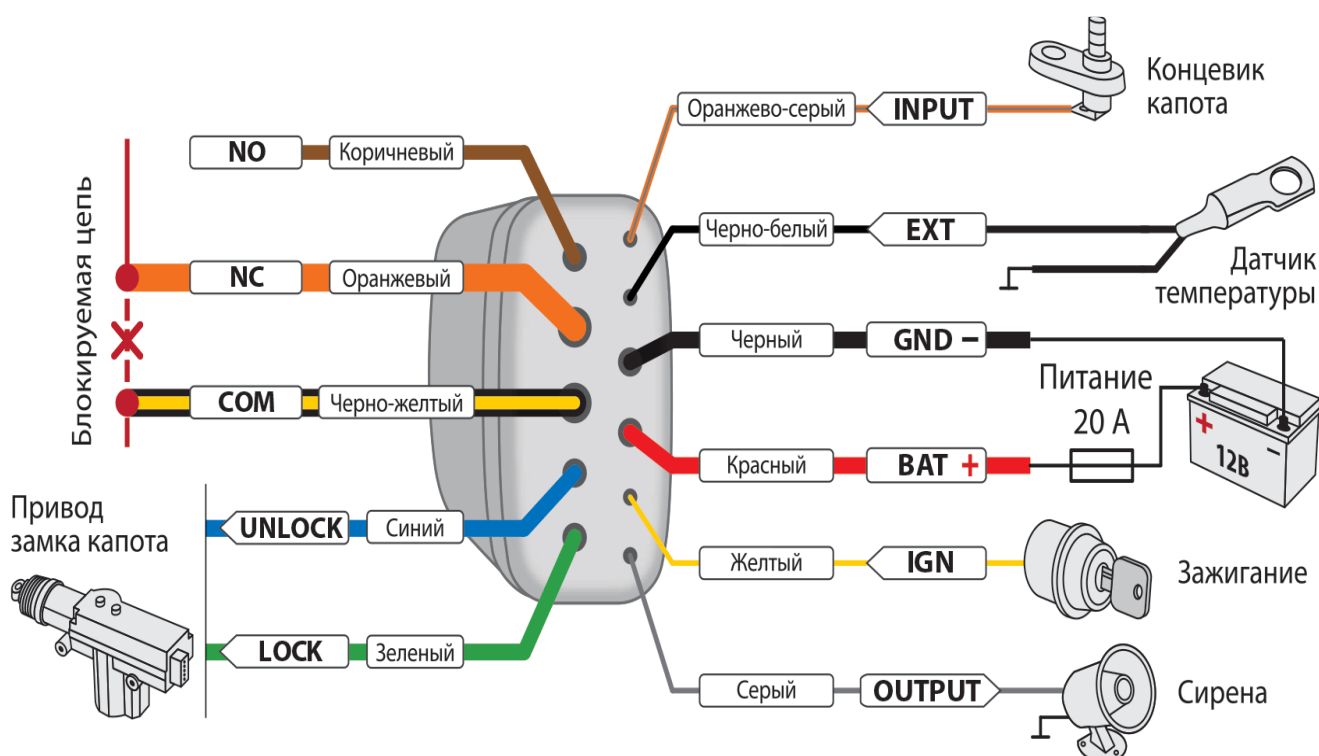 Концевик
капота
Оранжево-серый
INPUT
NO
Коричневый
Черно-белый
EXT
Датчик
температуры
Блокируемая цепь
NC
Оранжевый
Черный
GND –
Питание
20 А
COM
Черно-желтый
Красный
BAT +
+
–
12В
Привод
замка капота
UNLOCK
Синий
Желтый
IGN
Зажигание
LOCK
Зеленый
Серый
OUTPUT
Сирена